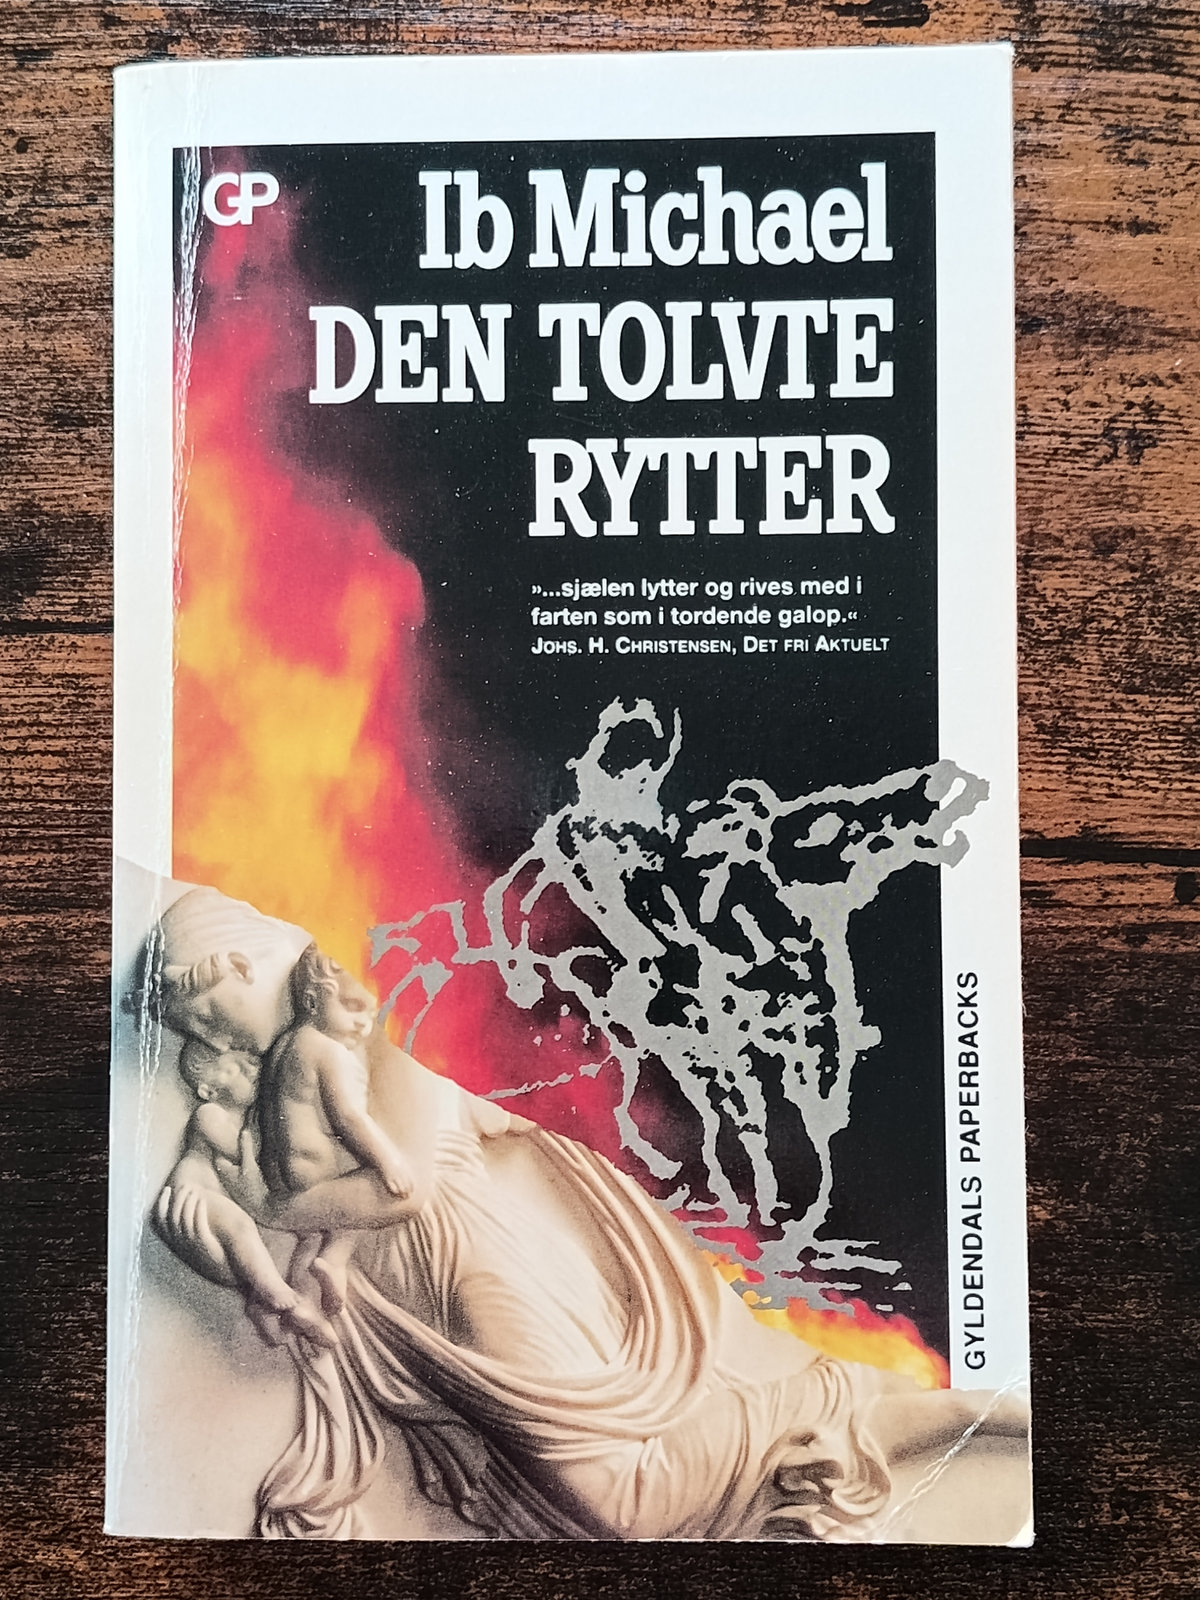 GP
Ib Michael
DEN TOLVTE
RYTTER
»...sjælen lytter og rives med i
farten som i tordende galop.«
JOHS. H. CHRISTENSEN, DET FRI AKTUELT
GYLDENDALS PAPERBACKS